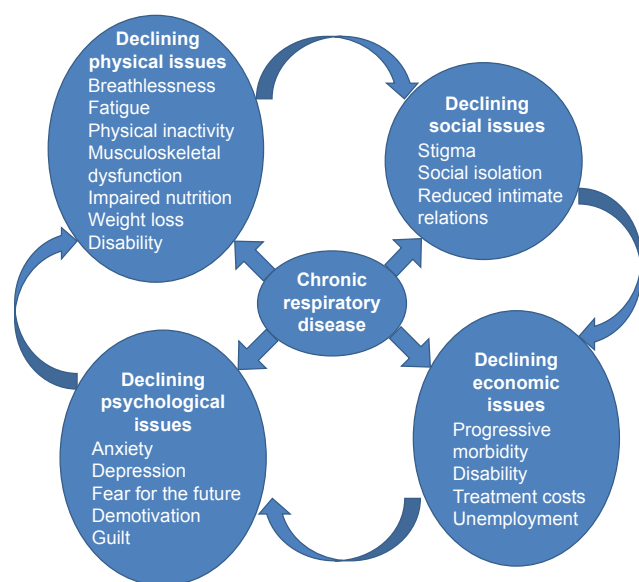 Declining
physical issues
Breathlessness
Fatigue
Physical inactivity
Musculoskeletal
dysfunction
Impaired nutrition
Weight loss
Disability
Declining
social issues
Stigma
Social isolation
Reduced intimate
relations
Chronic
respiratory
disease
Declining
psychological
issues
Anxiety
Depression
Fear for the future
Demotivation
Guilt
Declining
economic
issues
Progressive
morbidity
Disability
Treatment costs
Unemployment